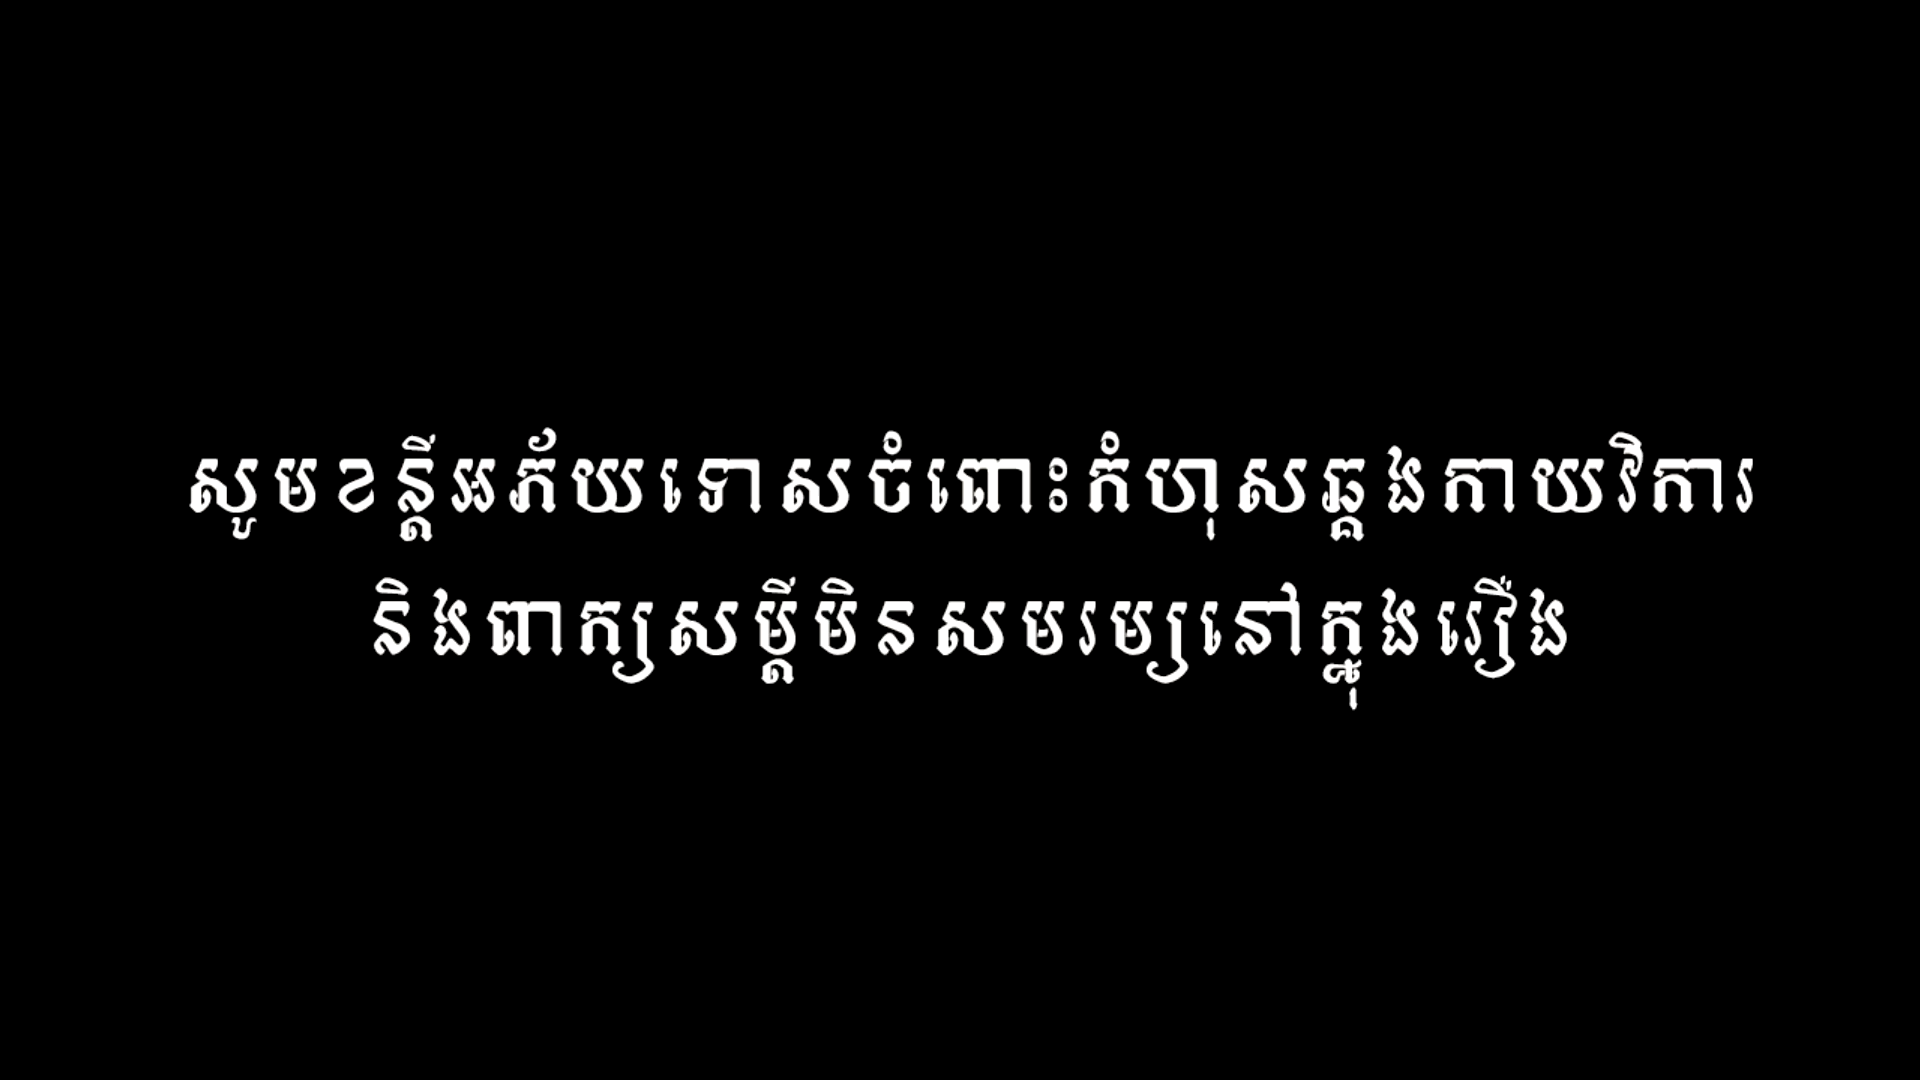 សូមខន្តីអភ័យទោសចំពោះកំហុសឆ្គងកាយវិការ
និងពាក្យសម្តីមិនសមរម្យនៅក្នុងរឿង